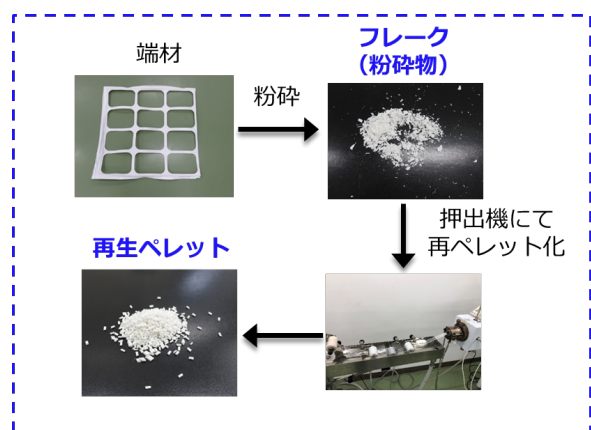 端材
フレーク
（粉砕物）
粉砕
押出機にて
再ペレット化
再生ペレット